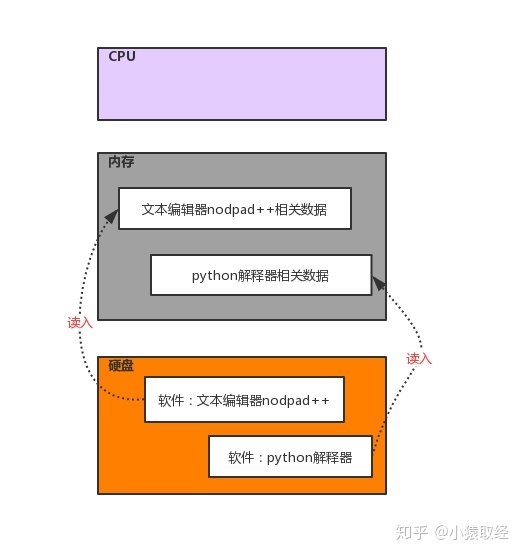 CPU
内存
文本编辑器nodpad++相关数据
python解释器相关数据
读入
读入
硬盘
软件：文本编辑器nodpad++
软件：python解释器
知乎 @小猿取经